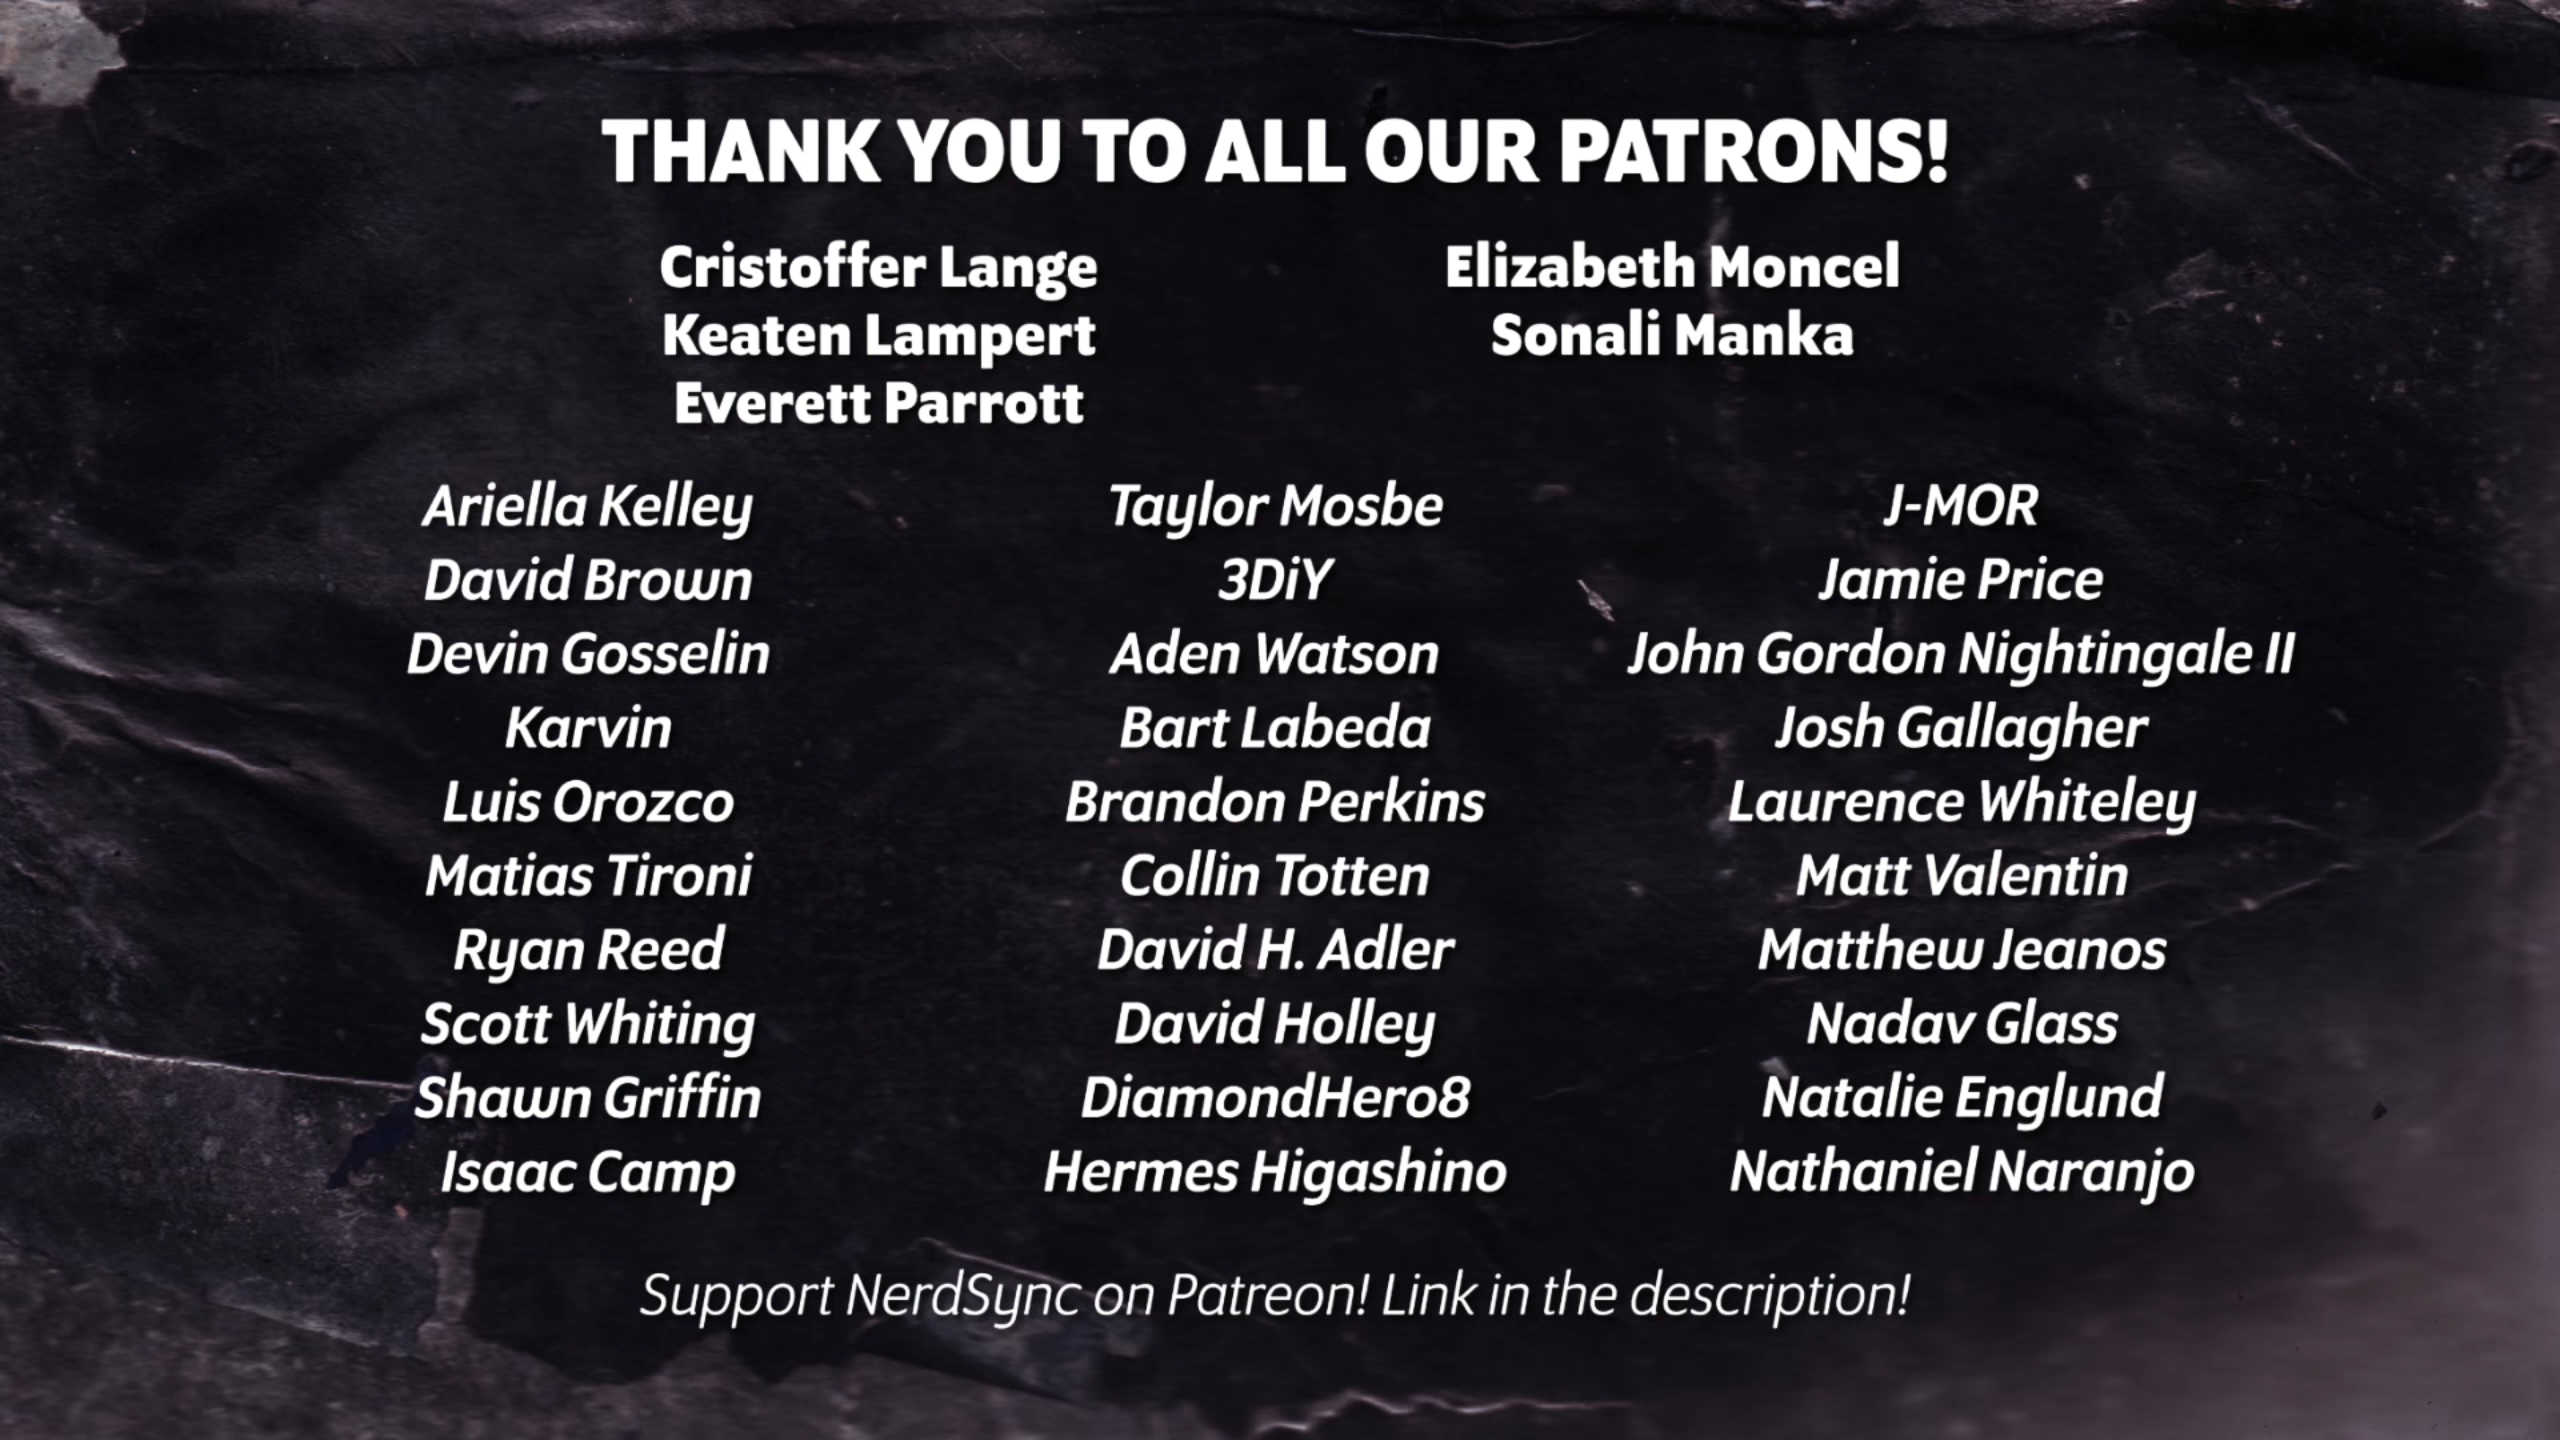 THANK YOU TO ALL OUR PATRONS!
Cristoffer Lange
Keaten Lampert
Everett Parrott
Elizabeth Moncel
Sonali Manka
Ariella Kelley
David Brown
Devin Gosselin
Karvin
Luis Orozco
Matias Tironi
Ryan Reed
Scott Whiting
Shawn Griffin
Isaac Camp
Taylor Mosbe
3DiY
Aden Watson
Bart Labeda
Brandon Perkins
Collin Totten
David H. Adler
David Holley
DiamondHero8
Hermes Higashino
J-MOR
Jamie Price
John Gordon Nightingale II
Josh Gallagher
Laurence Whiteley
Matt Valentin
Matthew Jeanos
Nadav Glass
Natalie Englund
Nathaniel Naranjo
Support NerdSync on Patreon! Link in the description!